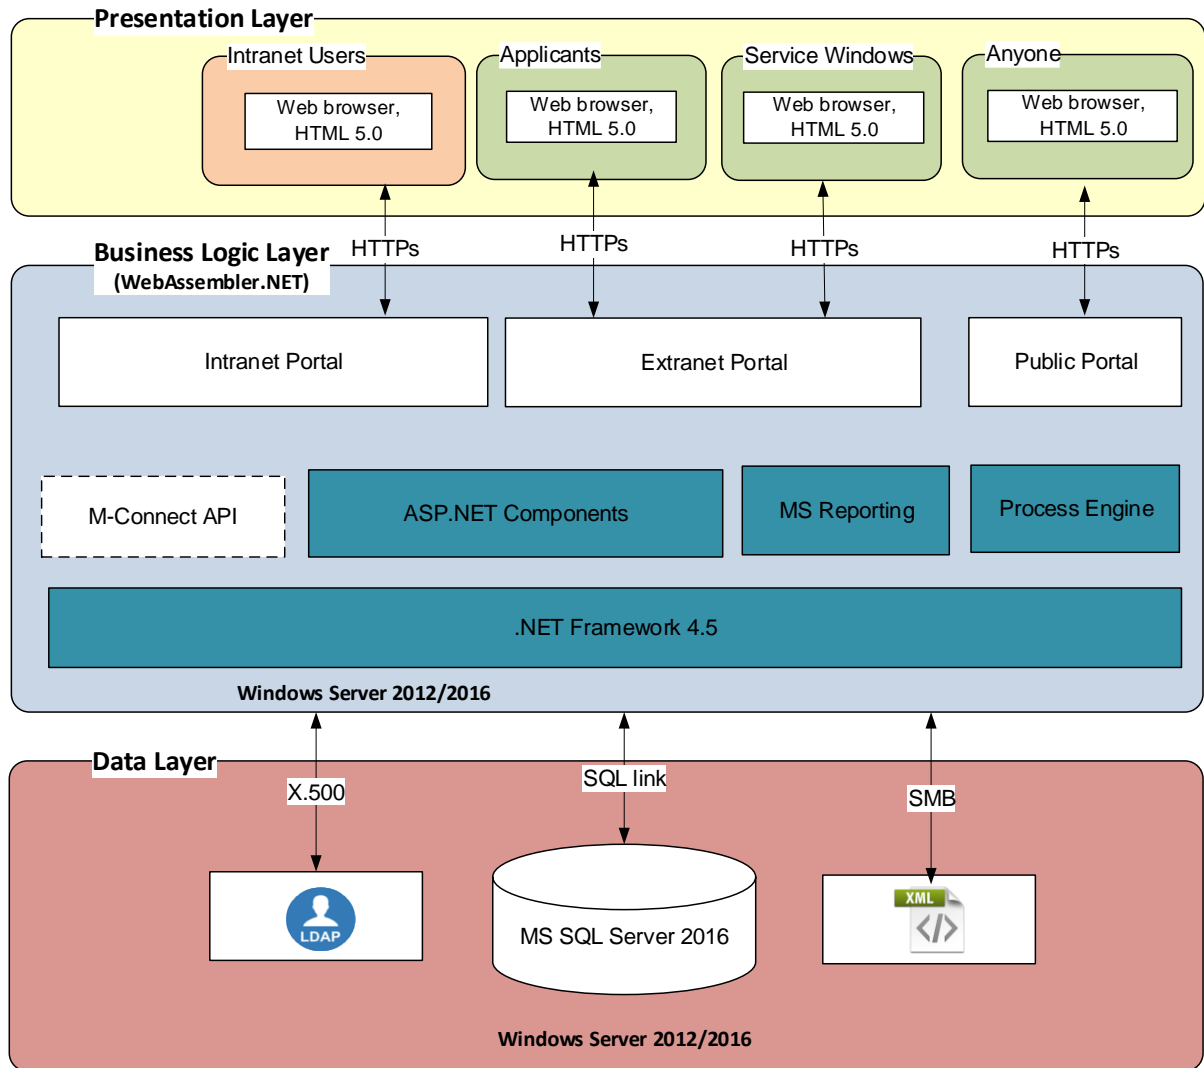 Presentation Layer
Intranet Users
Applicants
Service Windows
Anyone
Web browser,
HTML 5.0
Web browser,
HTML 5.0
Web browser,
HTML 5.0
Web browser,
HTML 5.0
HTTPs
HTTPs
HTTPs
HTTPs
Business Logic Layer
(WebAssembler.NET)
Intranet Portal
Extranet Portal
Public Portal
M-Connect API
ASP.NET Components
MS Reporting
Process Engine
.NET Framework 4.5
Windows Server 2012/2016
Data Layer
X.500
SQL link
SMB
LDAP
MS SQL Server 2016
XML
</>
Windows Server 2012/2016